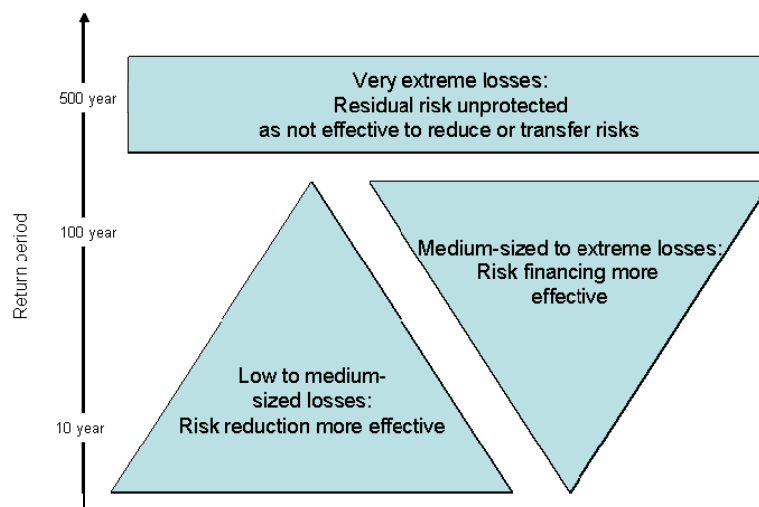 500 year
Very extreme losses:
Residual risk unprotected
as not effective to reduce or transfer risks
Return period
100 year
Medium-sized to extreme losses:
Risk financing more
effective
Low to medium-
sized losses:
Risk reduction more effective
10 year